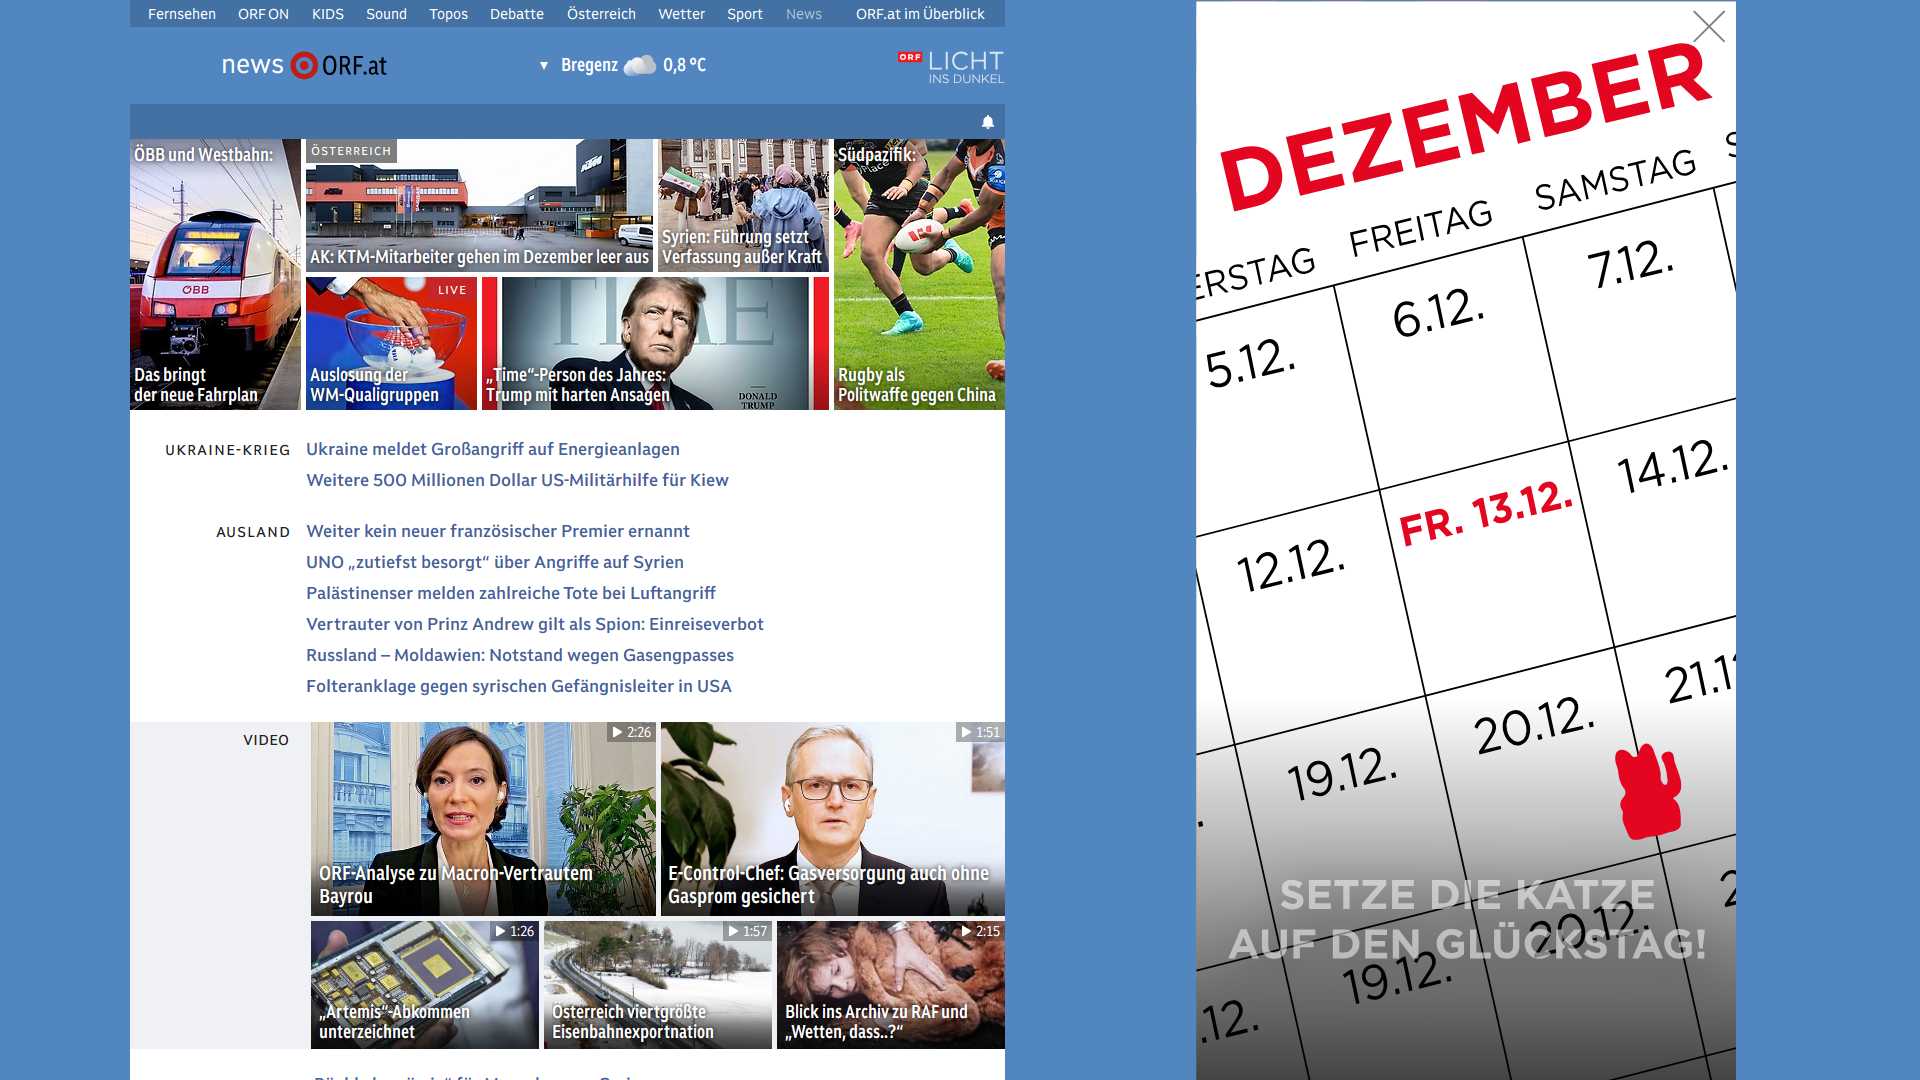 Fernsehen ORF ON KIDS Sound Topos Debatte Österreich Wetter Sport News ORF.at im Überblick
news ORF.at
Bregenz 0,8 °C
ORF LICHT
INS DUNKEL
ÖBB und Westbahn:
ÖBB
Das bringt
der neue Fahrplan
ÖSTERREICH
KTM
AK: KTM-Mitarbeiter gehen im Dezember leer aus
Syrien: Führung setzt
Verfassung außer Kraft
Südpazifik:
Rugby als
Politwaffe gegen China
LIVE
Auslosung der
WM-Qualigruppen
TIME
„Time“-Person des Jahres:
Trump mit harten Ansagen
DONALD
TRUMP
UKRAINE-KRIEG
Ukraine meldet Großangriff auf Energieanlagen
Weitere 500 Millionen Dollar US-Militärhilfe für Kiew
AUSLAND
Weiter kein neuer französischer Premier ernannt
UNO „zutiefst besorgt“ über Angriffe auf Syrien
Palästinenser melden zahlreiche Tote bei Luftangriff
Vertrauter von Prinz Andrew gilt als Spion: Einreiseverbot
Russland – Moldawien: Notstand wegen Gasengpasses
Folteranklage gegen syrischen Gefängnisleiter in USA
VIDEO
2:26
ORF-Analyse zu Macron-Vertrautem
Bayrou
1:51
E-Control-Chef: Gasversorgung auch ohne
Gasprom gesichert
1:26
„Artemis“-Abkommen
unterzeichnet
1:57
Österreich viertgrößte
Eisenbahnexportnation
2:15
Blick ins Archiv zu RAF und
„Wetten, dass..?“
DEZEMBER
ERSTAG FREITAG SAMSTAG S
5.12. 6.12. 7.12.
12.12. FR. 13.12. 14.12.
19.12. 20.12. 21.12
.12. 19.12. 20.12. 2
SETZE DIE KATZE
AUF DEN GLÜCKSTAG!